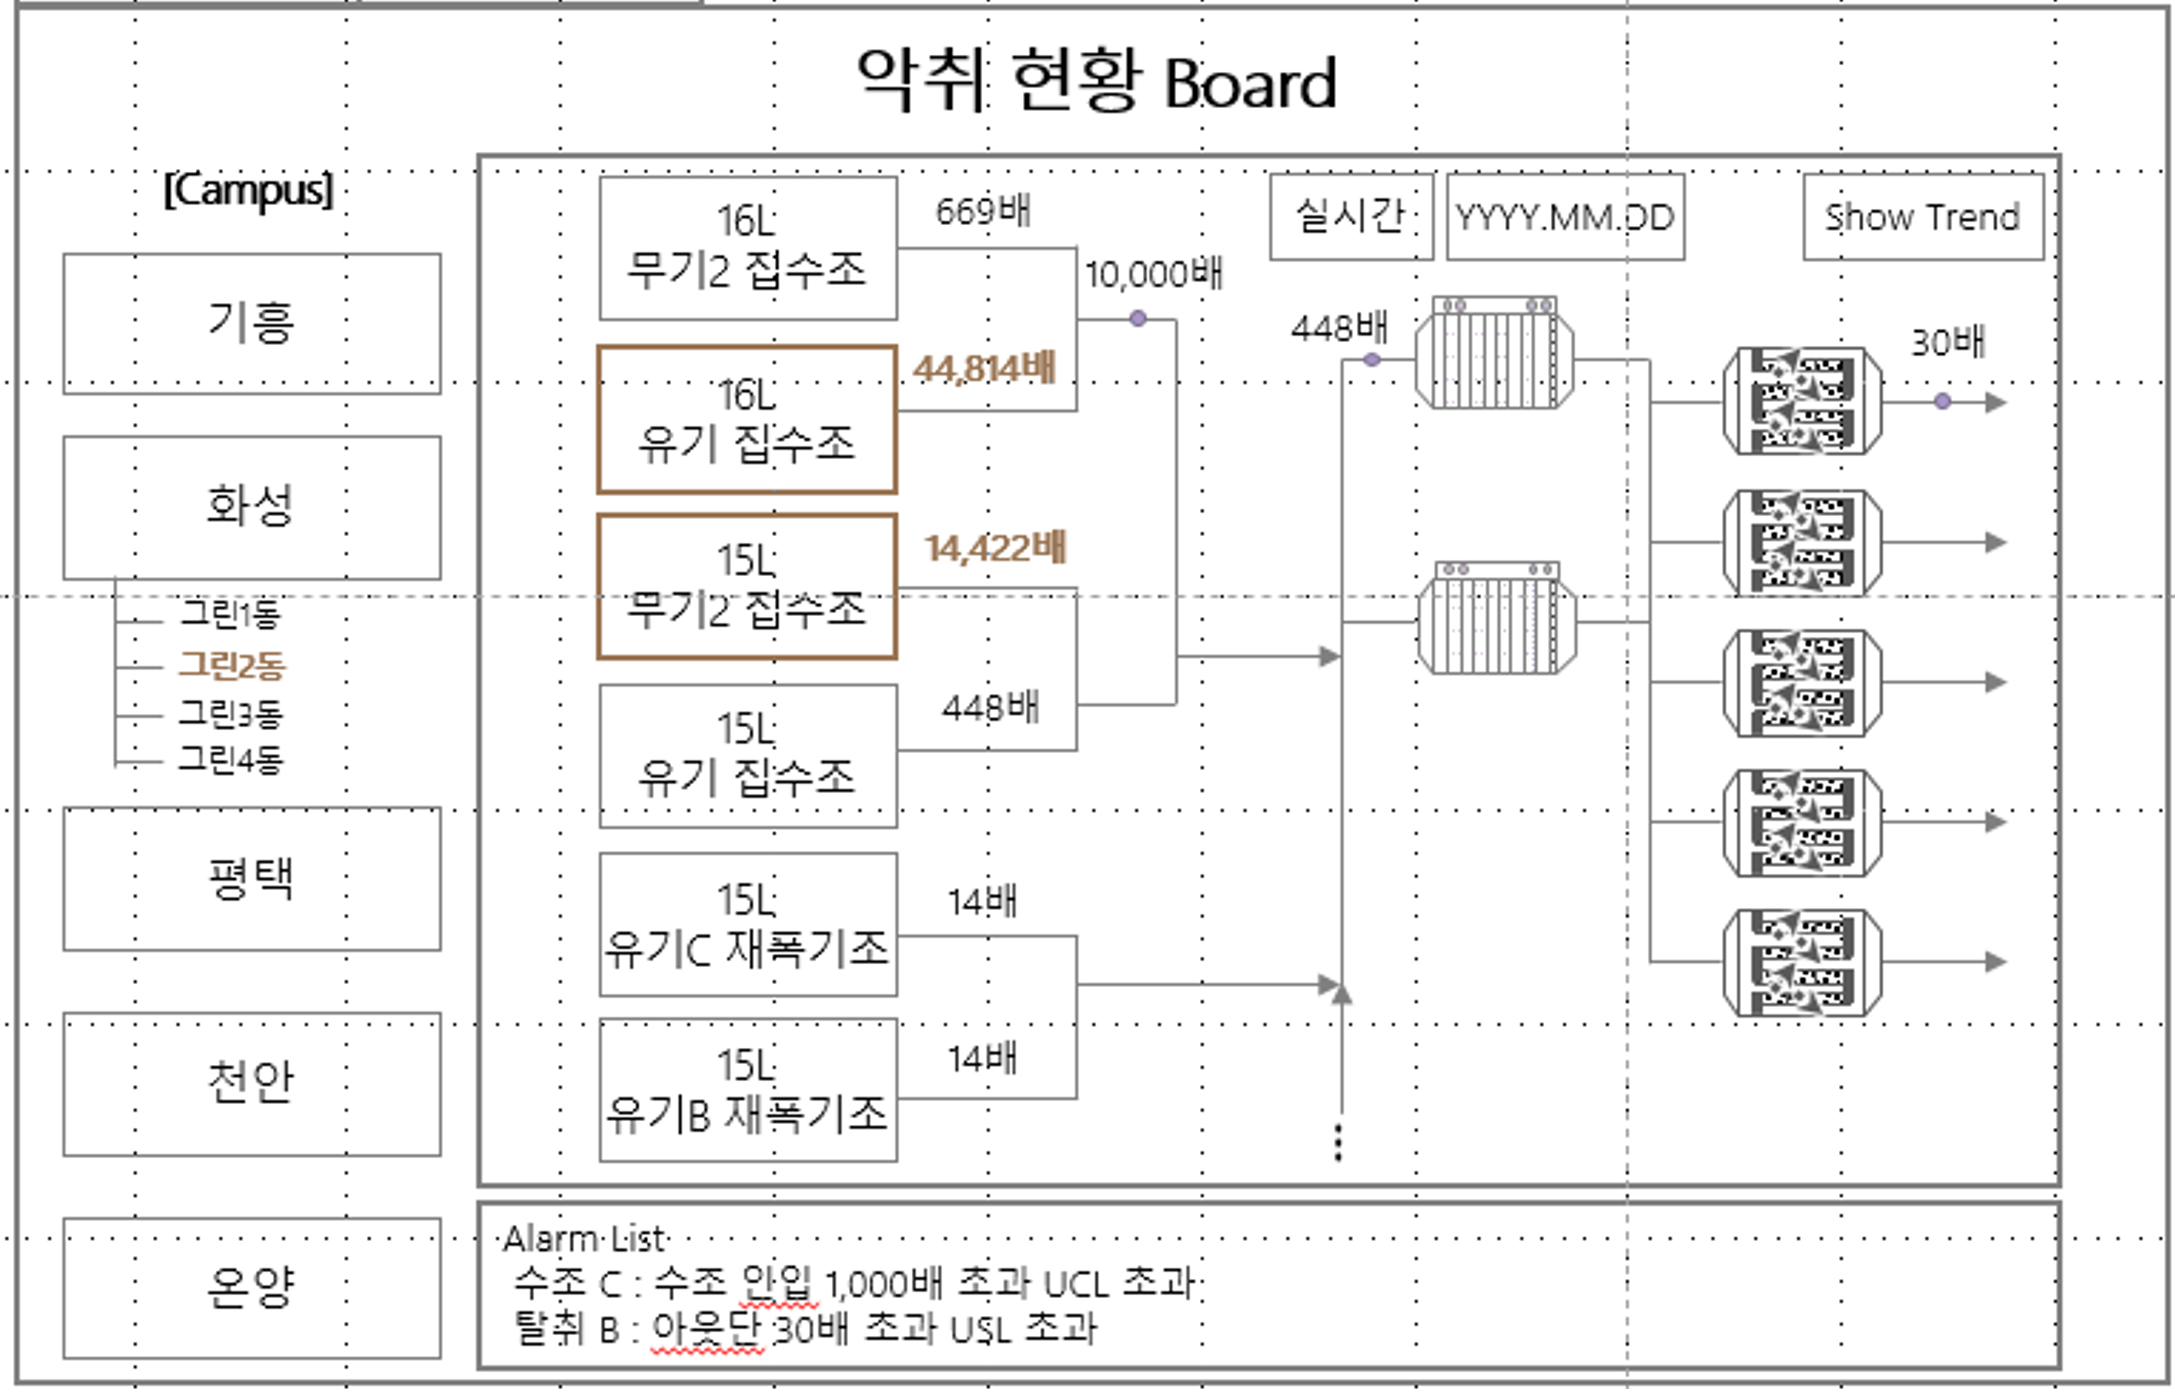 악취 현황 Board
[Campus]
기흥
화성
그린1동
그린2동
그린3동
그린4동
평택
천안
온양
16L
무기2 접수조
669배
10,000배
16L
유기 집수조
44,814배
15L
무기2 접수조
14,422배
15L
유기 집수조
448배
15L
유기C 재폭기조
14배
15L
유기B 재폭기조
14배
실시간
YYYY.MM.DD
Show Trend
448배
30배
Alarm List
수조 C : 수조 인입 1,000배 초과 UCL 초과
탈취 B : 아웃단 30배 초과 USL 초과